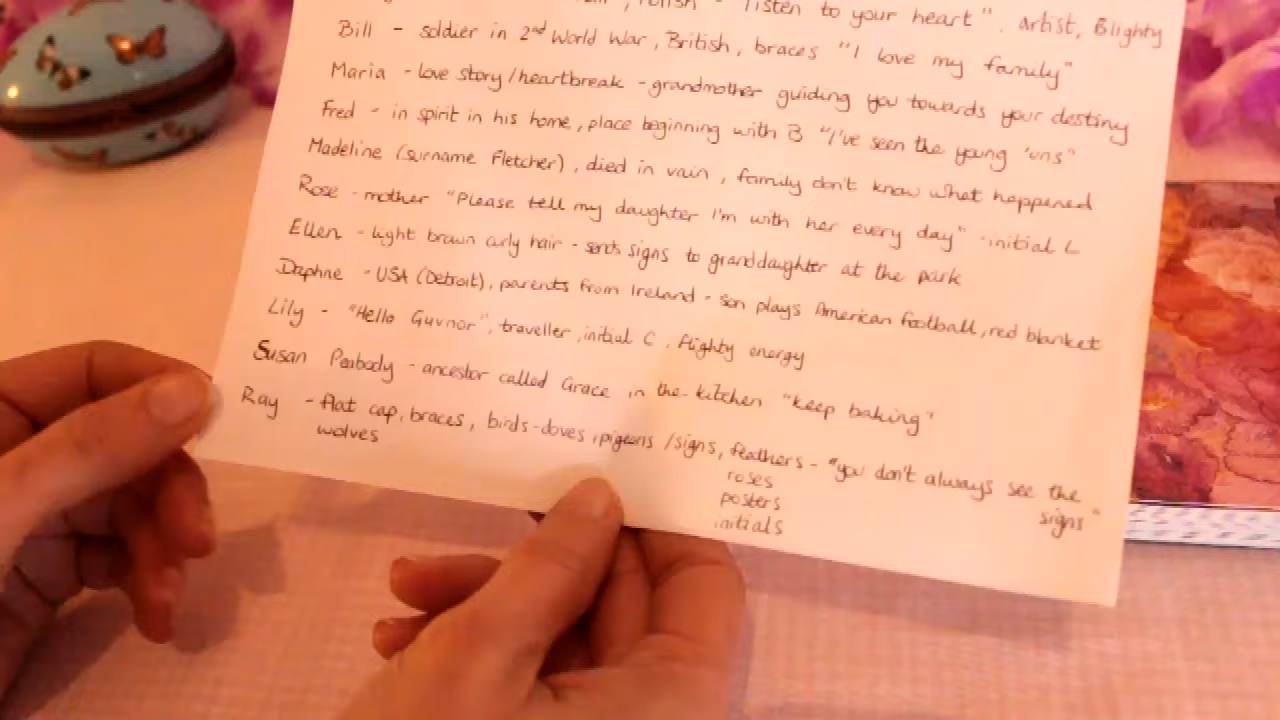 listen to your heart". artist, Blighty
Bill - soldier in 2nd World War, British, braces "I love my family"
Maria - love story/heartbreak - grandmother guiding you towards your destiny
Fred - in spirit in his home, place beginning with B "I've seen the young 'uns"
Madeline (surname Fletcher), died in vain, family don't know what happened
Rose - mother "Please tell my daughter I'm with her every day" - initial L
Ellen - light brown curly hair - sends signs to granddaughter at the park
Daphne - USA (Detroit), parents from Ireland - son plays American football, red blanket
Lily - "Hello Guvnor", traveller, initial C, flighty energy
Susan Peabody - ancestor called Grace in the kitchen "keep baking"
Ray - flat cap, braces, birds-doves, pigeons /signs, feathers - "you don't always see the
wolves
roses
signs"
posters
initials